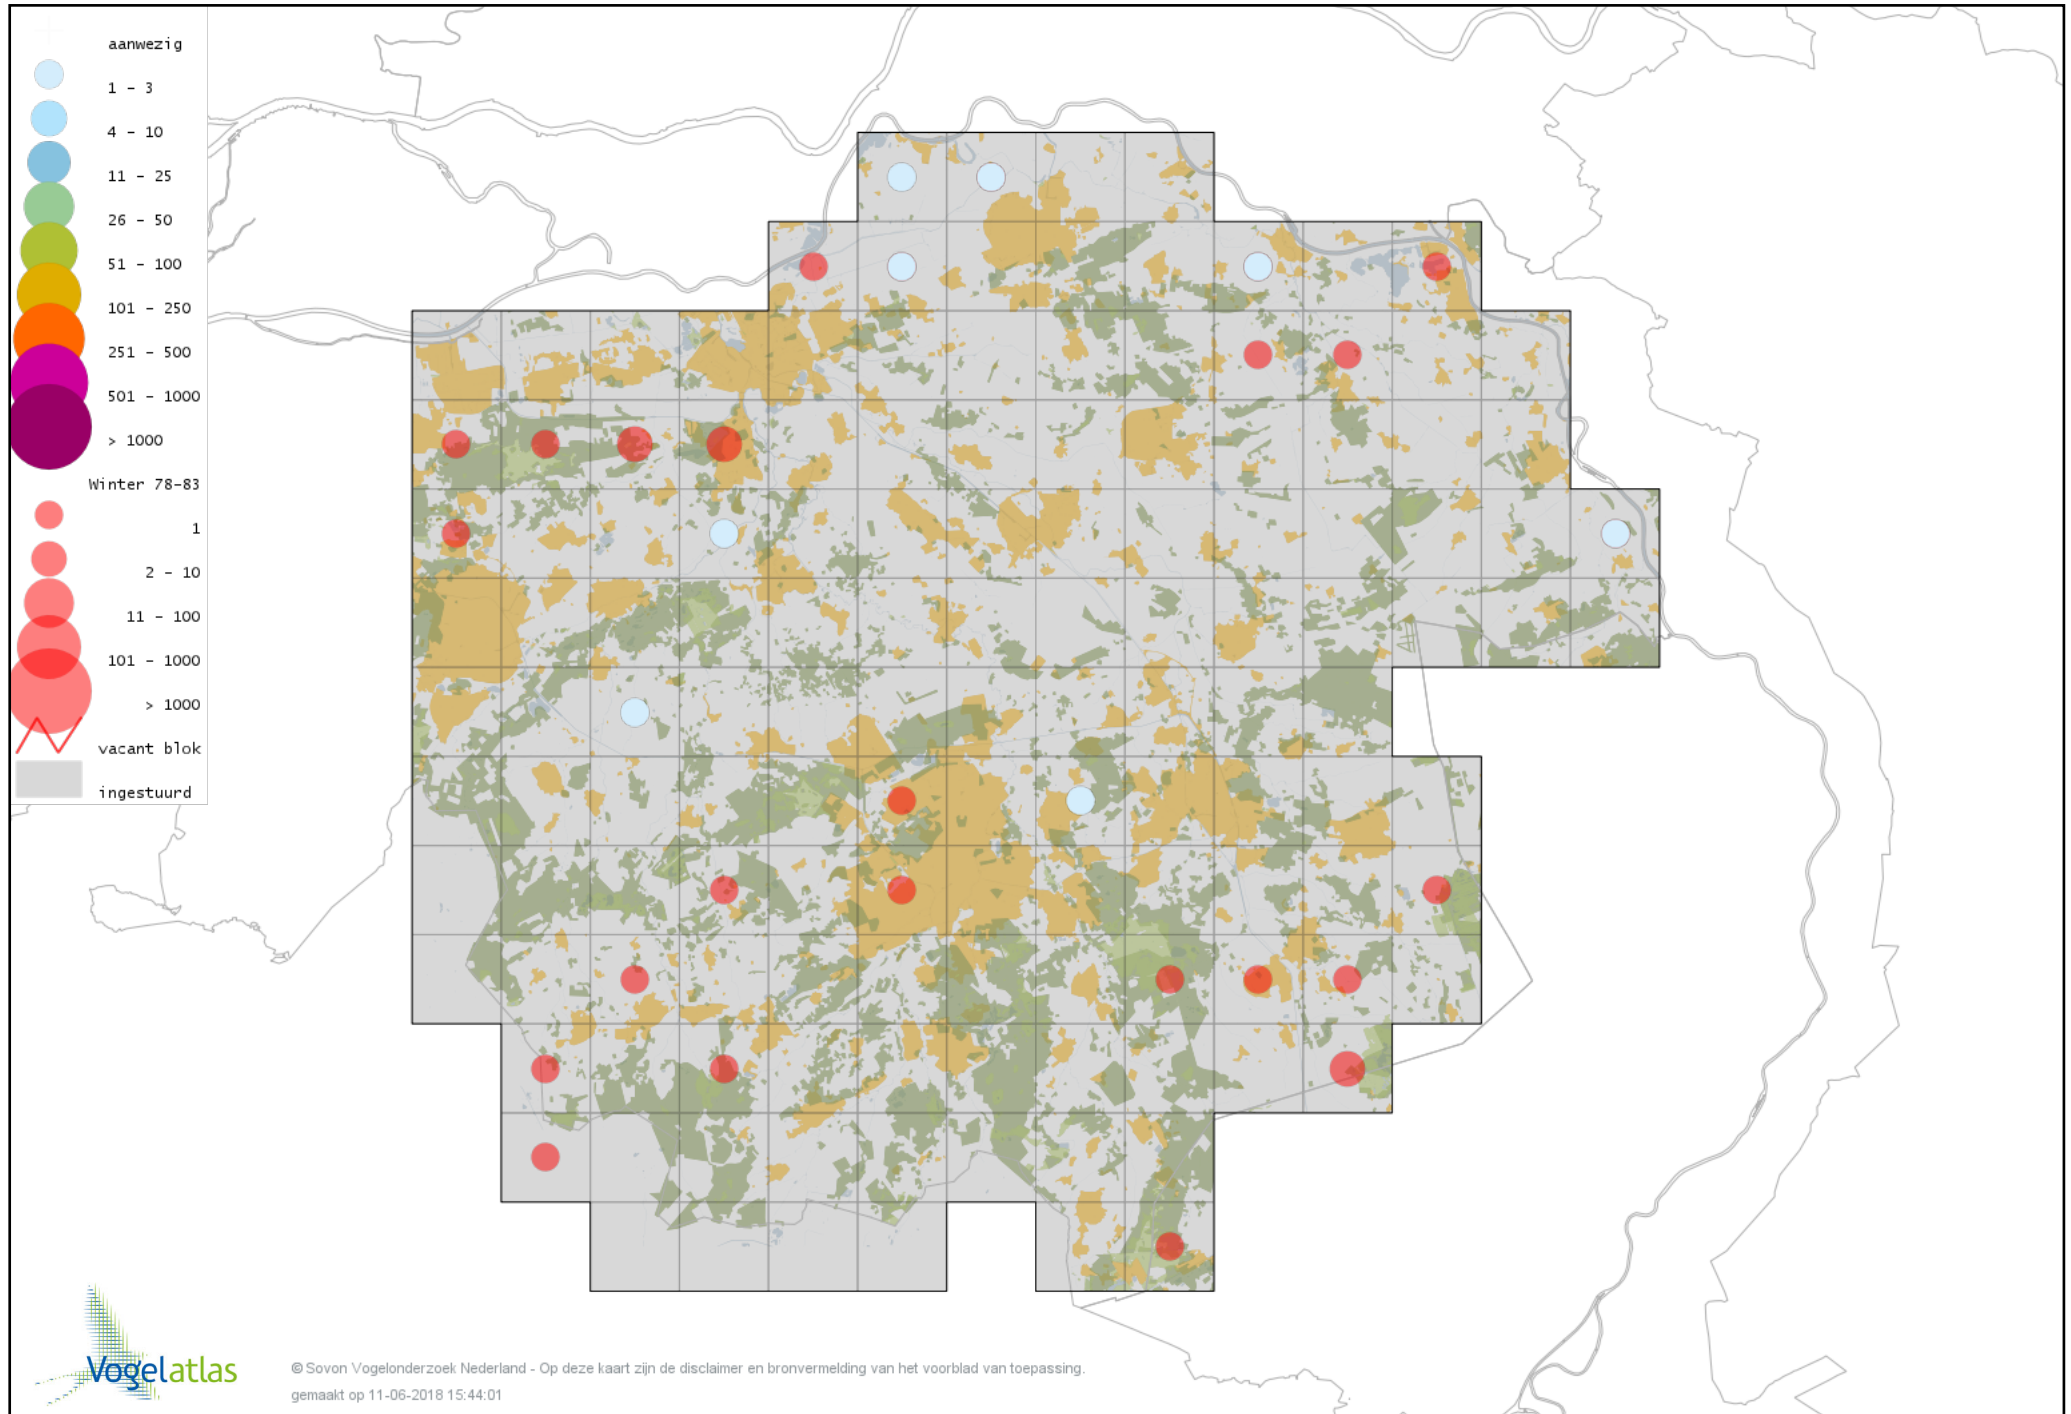 aanwezig
1 – 3
4 – 10
11 – 25
26 – 50
51 – 100
101 – 250
251 – 500
501 – 1000
> 1000
Winter 78-83
1
2 – 10
11 – 100
101 – 1000
> 1000
vacant blok
ingestuurd
Vogelatlas
© Sovon Vogelonderzoek Nederland - Op deze kaart zijn de disclaimer en bronvermelding van het voorblad van toepassing.
gemaakt op 11-06-2018 15:44:01